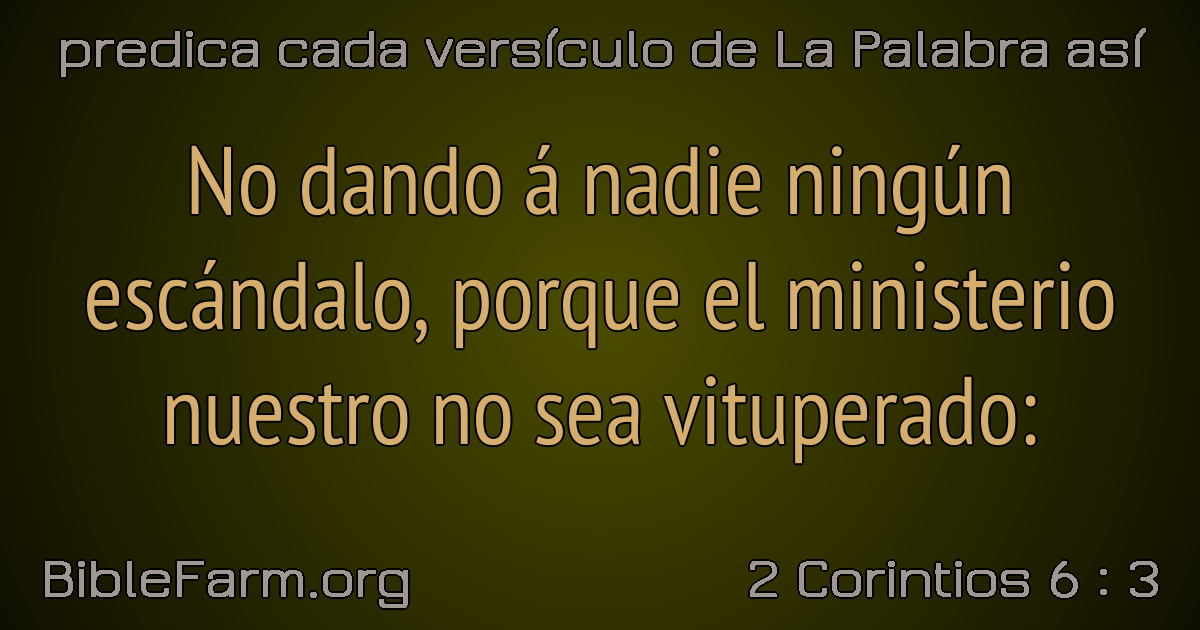 predica cada versículo de La Palabra así
No dando á nadie ningún
escándalo, porque el ministerio
nuestro no sea vituperado:
BibleFarm.org
2 Corintios 6 : 3